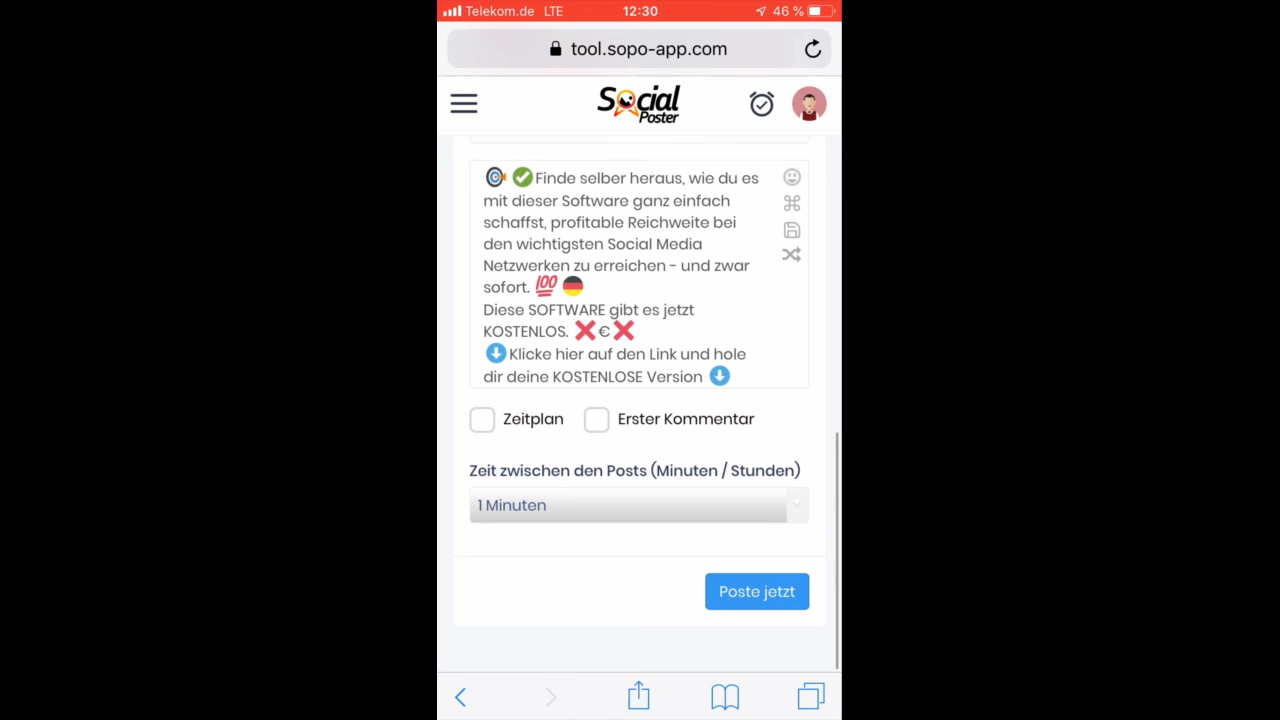 Telekom.de LTE 12:30 46 %
tool.sopo-app.com
Social
Poster
🎯 ✅Finde selber heraus, wie du es
mit dieser Software ganz einfach
schaffst, profitable Reichweite bei
den wichtigsten Social Media
Netzwerken zu erreichen - und zwar
sofort. 💯 🇩🇪
Diese SOFTWARE gibt es jetzt
KOSTENLOS. ❌€❌
⬇️Klicke hier auf den Link und hole
dir deine KOSTENLOSE Version ⬇️
Zeitplan Erster Kommentar
Zeit zwischen den Posts (Minuten / Stunden)
1 Minuten
Poste jetzt